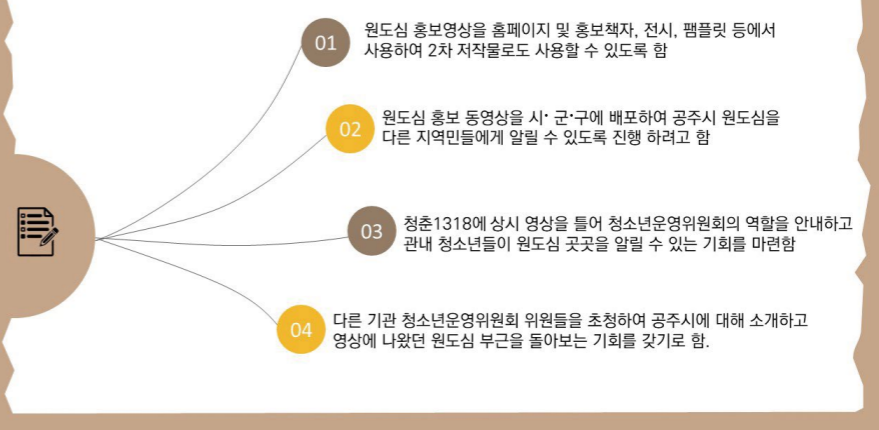 01
원도심 홍보영상을 홈페이지 및 홍보책자, 전시, 팸플릿 등에서
사용하여 2차 저작물로도 사용할 수 있도록 함
02
원도심 홍보 동영상을 시· 군·구에 배포하여 공주시 원도심을
다른 지역민들에게 알릴 수 있도록 진행 하려고 함
03
청춘1318에 상시 영상을 틀어 청소년운영위원회의 역할을 안내하고
관내 청소년들이 원도심 곳곳을 알릴 수 있는 기회를 마련함
04
다른 기관 청소년운영위원회 위원들을 초청하여 공주시에 대해 소개하고
영상에 나왔던 원도심 부근을 돌아보는 기회를 갖기로 함.